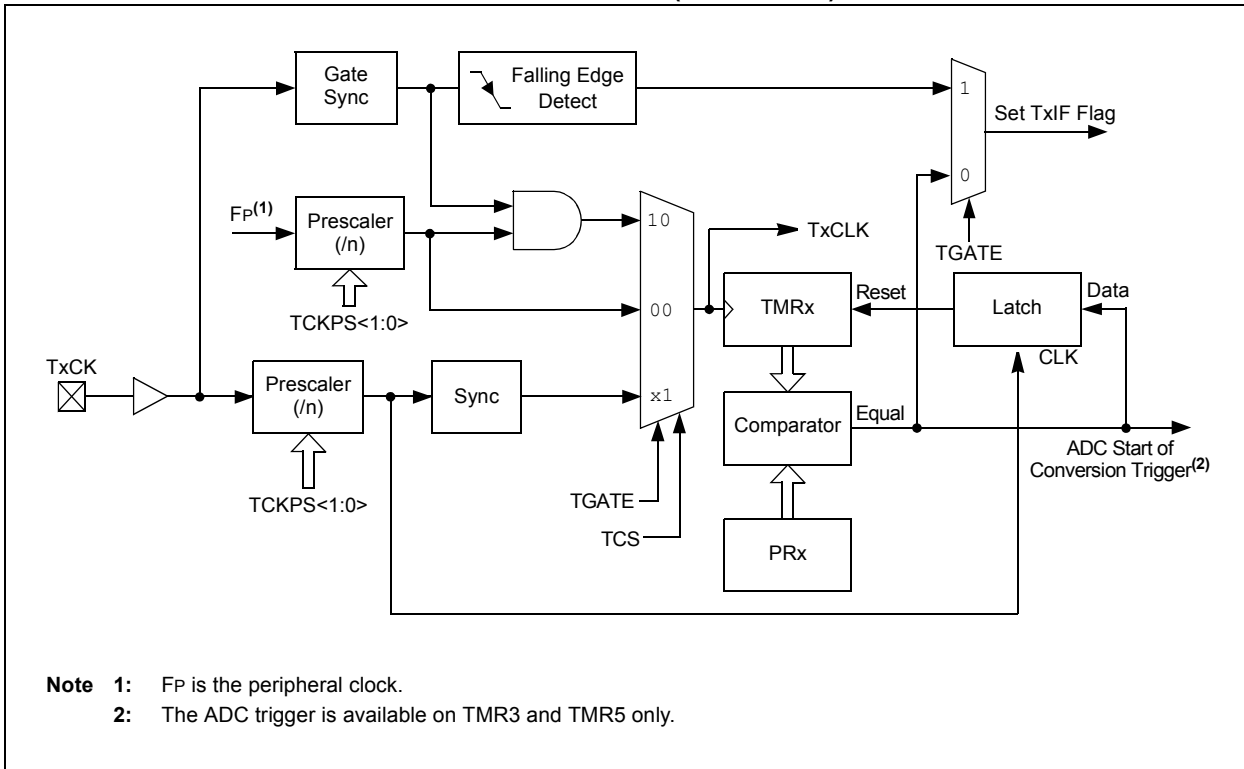 Gate
Sync
Falling Edge
Detect
1
Set TxIF Flag
0
FP(1)
Prescaler
(/n)
10
TxCLK
TGATE
TCKPS<1:0>
00
TMRx
Reset
Latch
Data
CLK
TxCK
Prescaler
(/n)
Sync
x1
Comparator
Equal
ADC Start of
Conversion Trigger(2)
TCKPS<1:0>
TGATE
TCS
PRx
Note 1: FP is the peripheral clock.
2: The ADC trigger is available on TMR3 and TMR5 only.